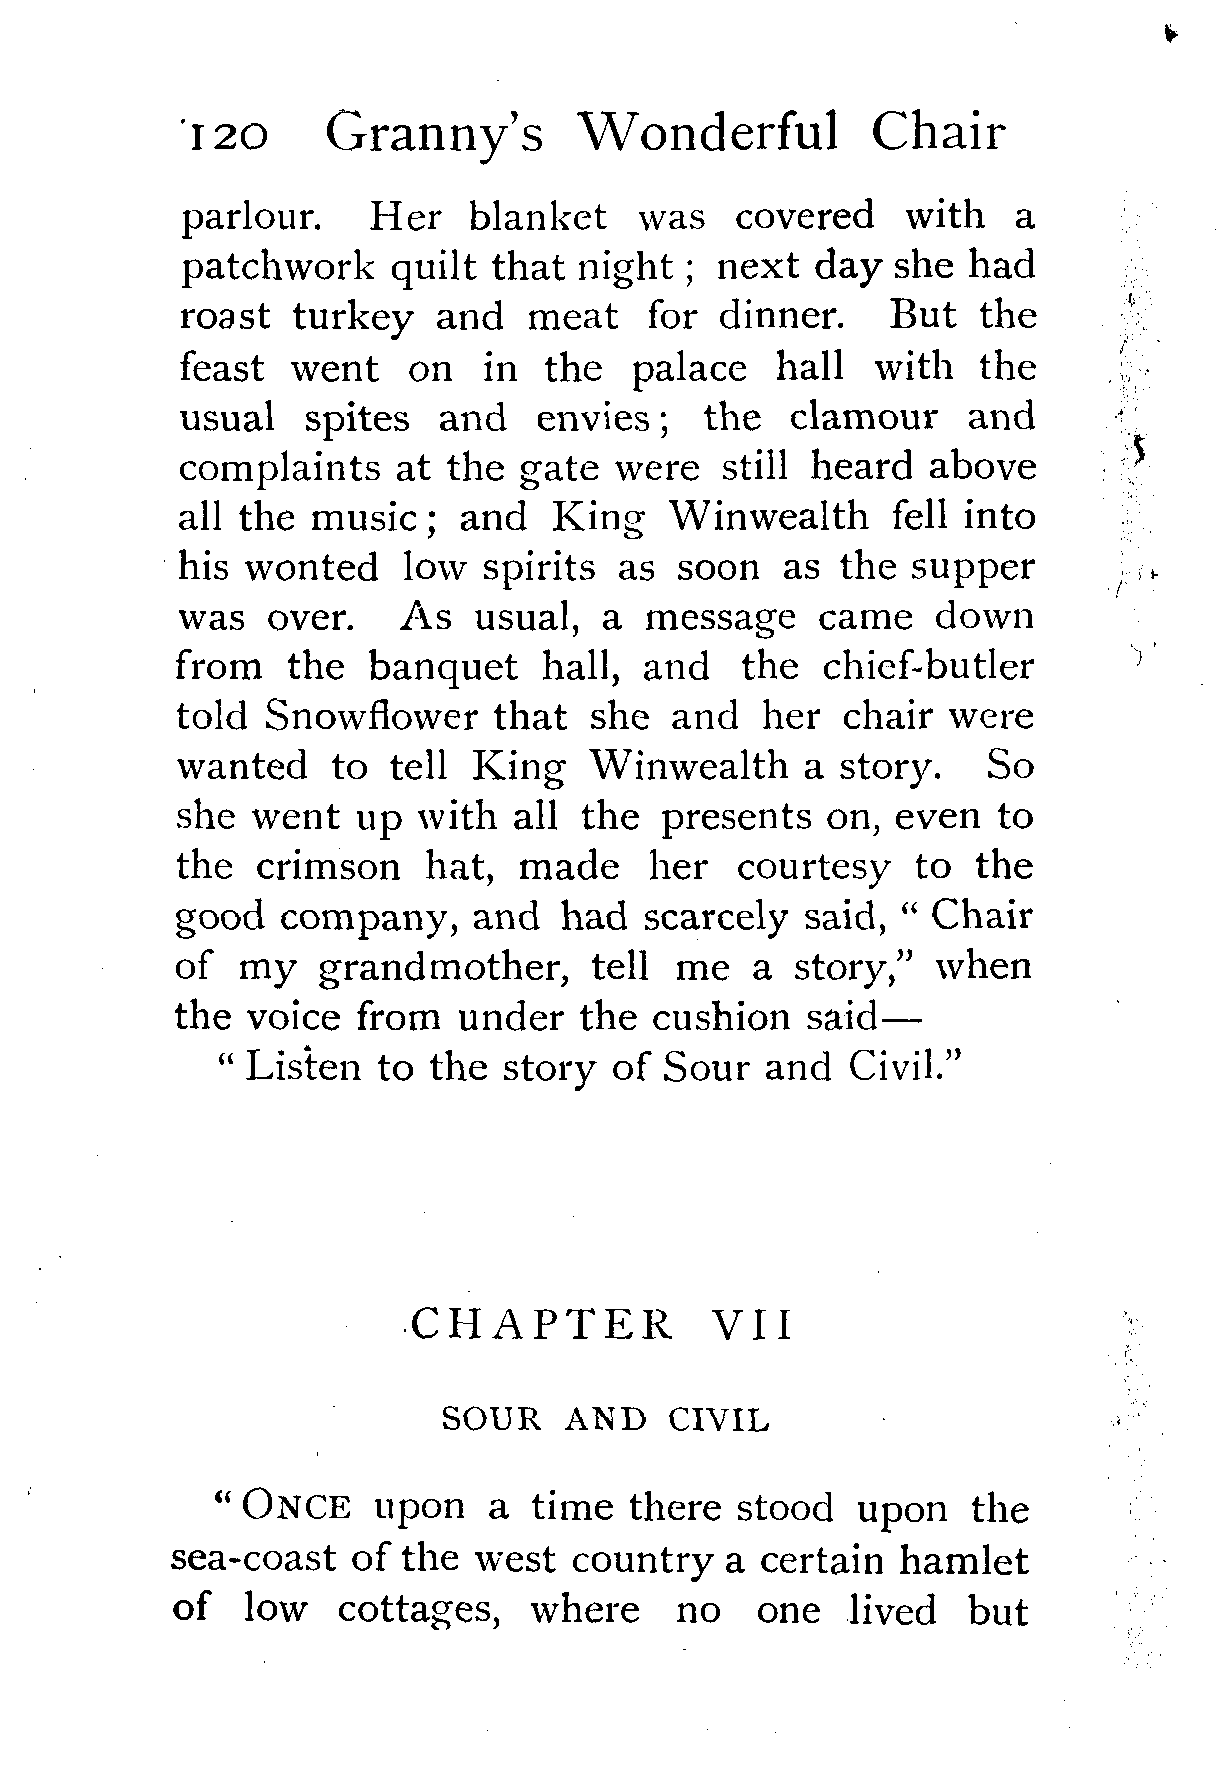 120 Granny's Wonderful Chair
parlour. Her blanket was covered with a
patchwork quilt that night ; next day she had
roast turkey and meat for dinner. But the
feast went on in the palace hall with the
usual spites and envies ; the clamour and
complaints at the gate were still heard above
all the music ; and King Winwealth fell into
his wonted low spirits as soon as the supper
was over. As usual, a message came down
from the banquet hall, and the chief-butler
told Snowflower that she and her chair were
wanted to tell King Winwealth a story. So
she went up with all the presents on, even to
the crimson hat, made her courtesy to the
good company, and had scarcely said, “ Chair
of my grandmother, tell me a story,” when
the voice from under the cushion said—
“ Listen to the story of Sour and Civil.”
CHAPTER VII
SOUR AND CIVIL
“ ONCE upon a time there stood upon the
sea-coast of the west country a certain hamlet
of low cottages, where no one lived but